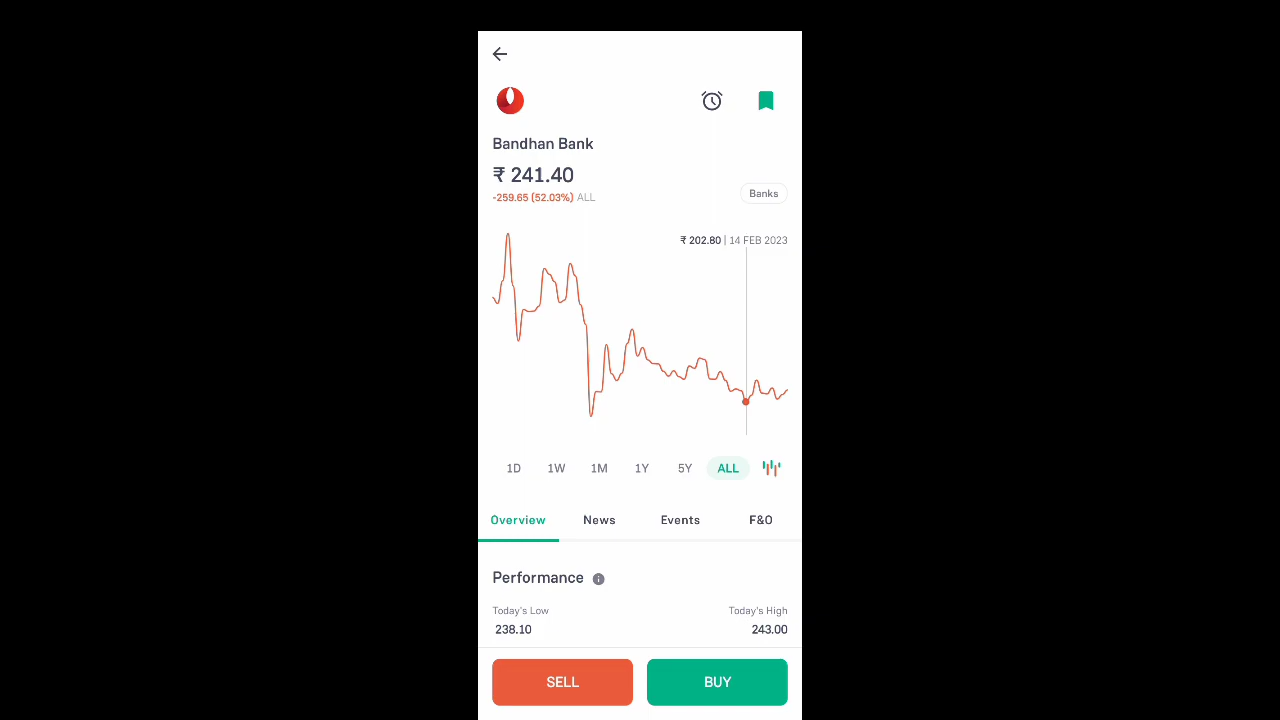 Bandhan Bank
₹ 241.40
-259.65 (52.03%) ALL
Banks
₹ 202.80 | 14 FEB 2023
1D 1W 1M 1Y 5Y ALL
Overview News Events F&O
Performance
Today's Low Today's High
238.10 243.00
SELL BUY